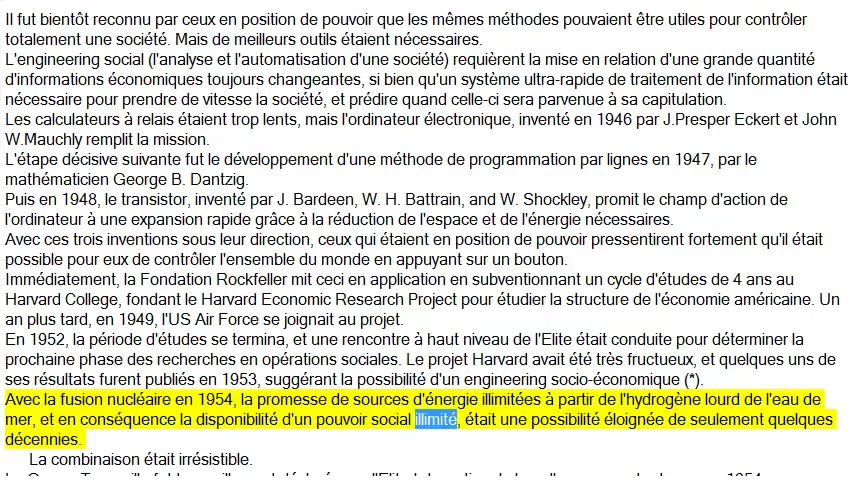 Il fut bientôt reconnu par ceux en position de pouvoir que les mêmes méthodes pouvaient être utiles pour contrôler
totalement une société. Mais de meilleurs outils étaient nécessaires.
L'engineering social (l'analyse et l'automatisation d'une société) requièrent la mise en relation d'une grande quantité
d'informations économiques toujours changeantes, si bien qu'un système ultra-rapide de traitement de l'information était
nécessaire pour prendre de vitesse la société, et prédire quand celle-ci sera parvenue à sa capitulation.
Les calculateurs à relais étaient trop lents, mais l'ordinateur électronique, inventé en 1946 par J.Presper Eckert et John
W.Mauchly remplit la mission.
L'étape décisive suivante fut le développement d'une méthode de programmation par lignes en 1947, par le
mathématicien George B. Dantzig.
Puis en 1948, le transistor, inventé par J. Bardeen, W. H. Battrain, and W. Shockley, promit le champ d'action de
l'ordinateur à une expansion rapide grâce à la réduction de l'espace et de l'énergie nécessaires.
Avec ces trois inventions sous leur direction, ceux qui étaient en position de pouvoir pressentirent fortement qu'il était
possible pour eux de contrôler l'ensemble du monde en appuyant sur un bouton.
Immédiatement, la Fondation Rockfeller mit ceci en application en subventionnant un cycle d'études de 4 ans au
Harvard College, fondant le Harvard Economic Research Project pour étudier la structure de l'économie américaine. Un
an plus tard, en 1949, l'US Air Force se joignait au projet.
En 1952, la période d'études se termina, et une rencontre à haut niveau de l'Elite était conduite pour déterminer la
prochaine phase des recherches en opérations sociales. Le projet Harvard avait été très fructueux, et quelques uns de
ses résultats furent publiés en 1953, suggérant la possibilité d'un engineering socio-économique (*).
Avec la fusion nucléaire en 1954, la promesse de sources d'énergie illimitées à partir de l'hydrogène lourd de l'eau de
mer, et en conséquence la disponibilité d'un pouvoir social illimité, était une possibilité éloignée de seulement quelques
décennies.
La combinaison était irrésistible.